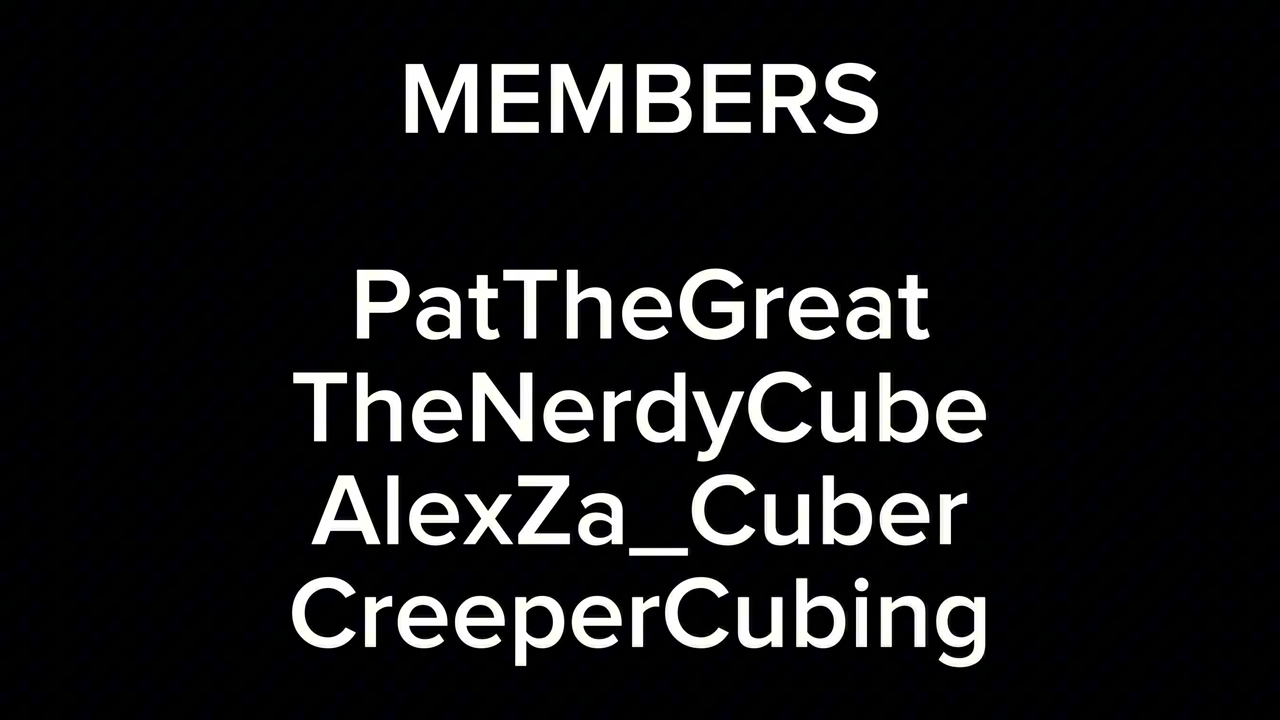 MEMBERS
PatTheGreat
TheNerdyCube
AlexZa_Cuber
CreeperCubing